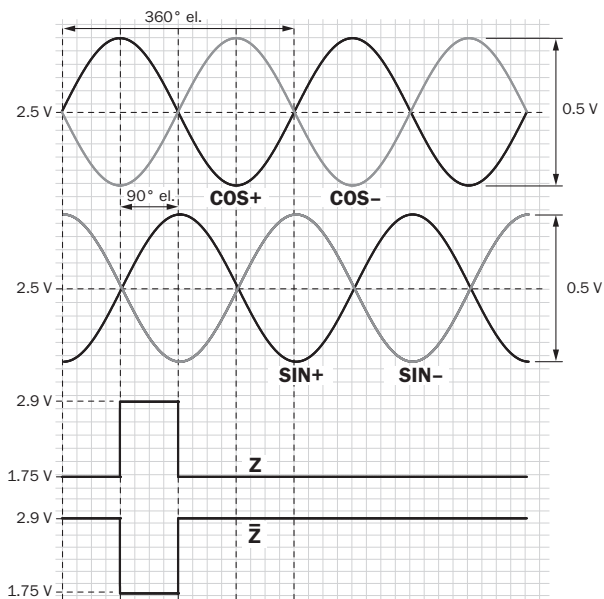 360° el.
2.5 V
0.5 V
COS+ COS–
90° el.
2.5 V
0.5 V
SIN+ SIN–
2.9 V
Z
1.75 V
2.9 V
Z̅
1.75 V